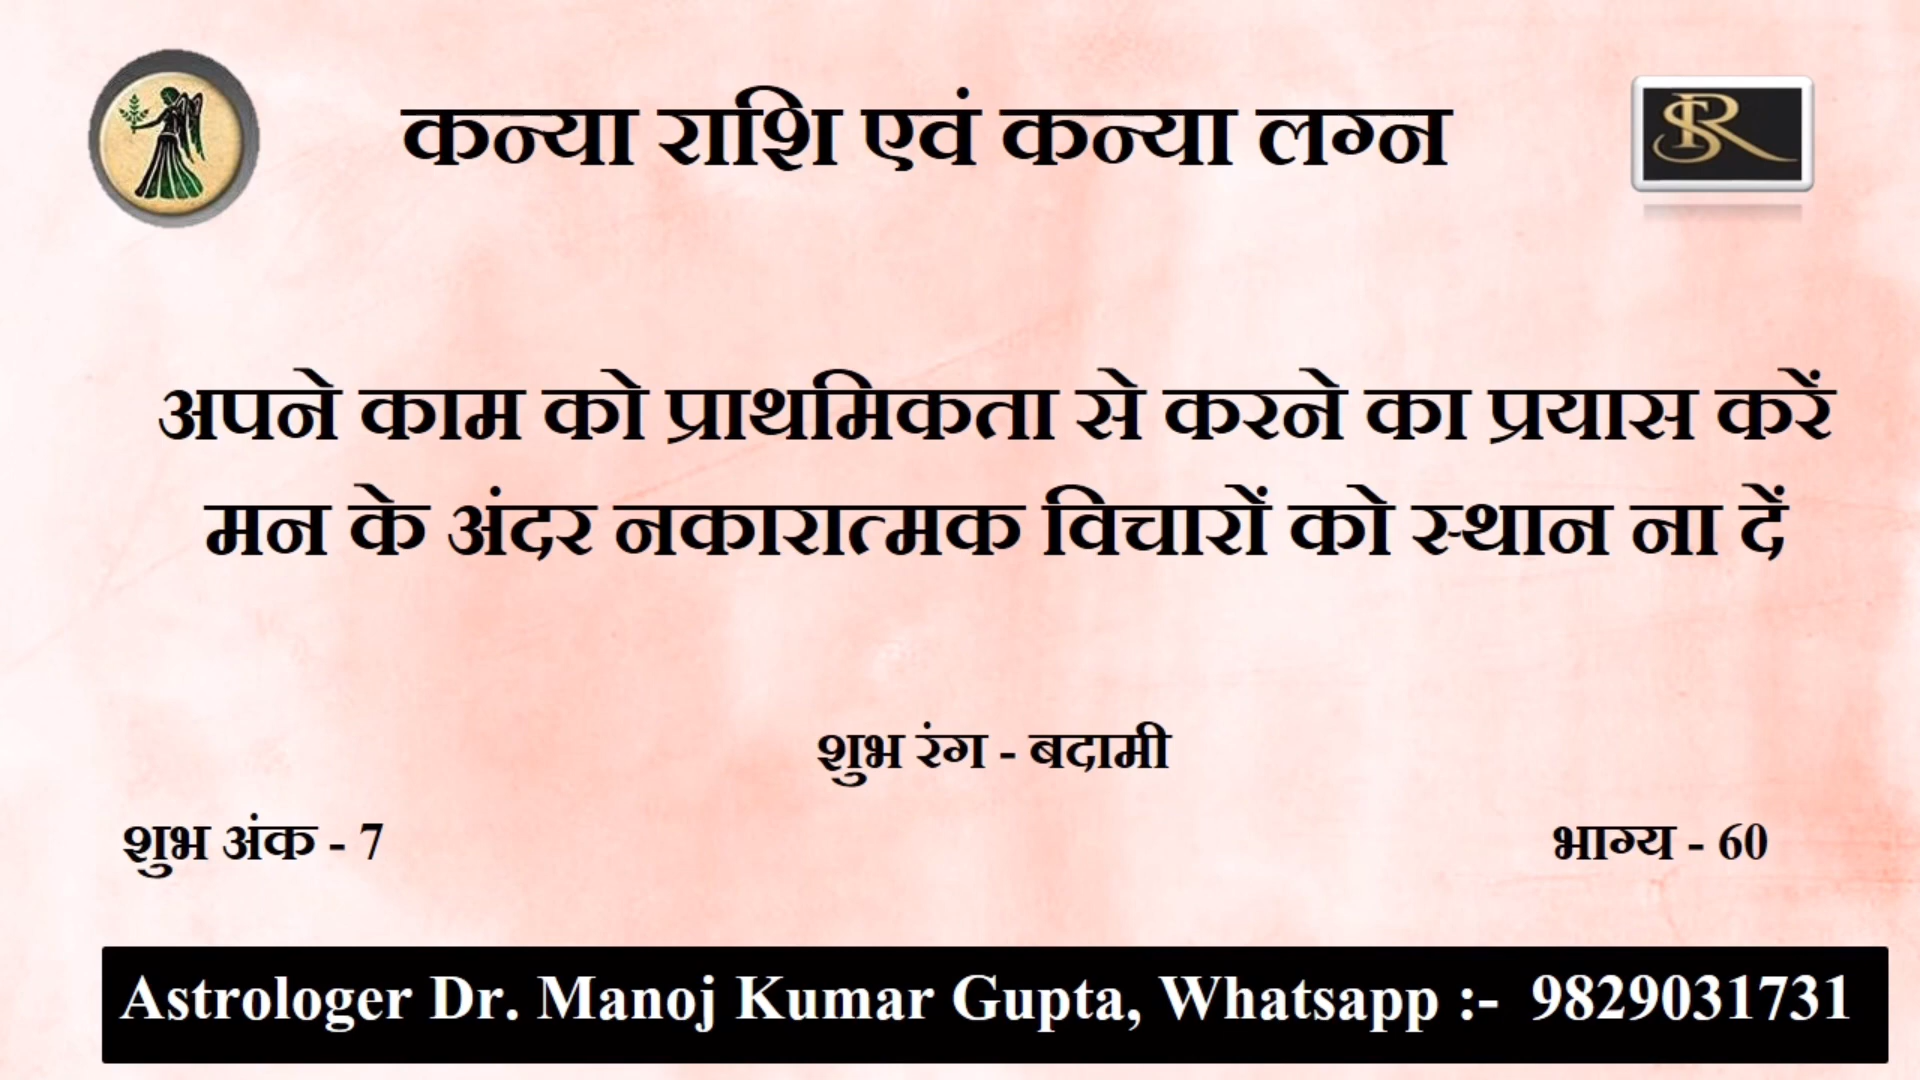 कन्या राशि एवं कन्या लग्न
अपने काम को प्राथमिकता से करने का प्रयास करें
मन के अंदर नकारात्मक विचारों को स्थान ना दें
शुभ रंग - बदामी
शुभ अंक - 7
भाग्य - 60
Astrologer Dr. Manoj Kumar Gupta, Whatsapp :- 9829031731